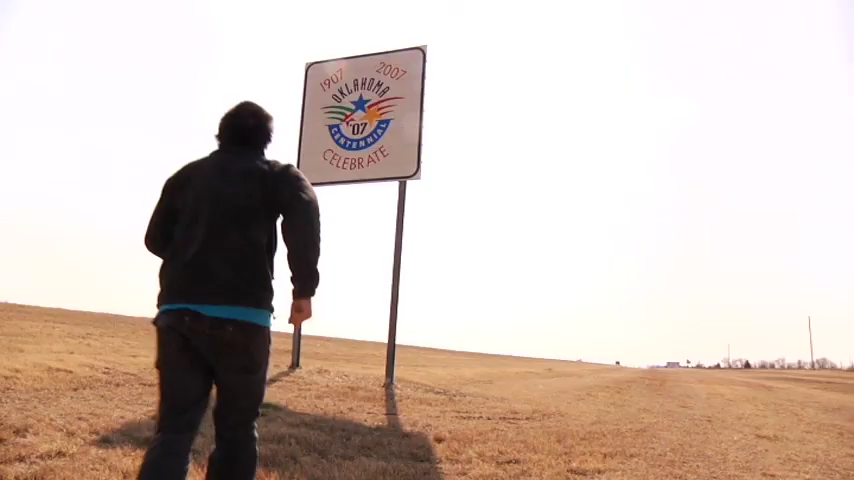 1907 2007
OKLAHOMA
'07
CENTENNIAL
CELEBRATE